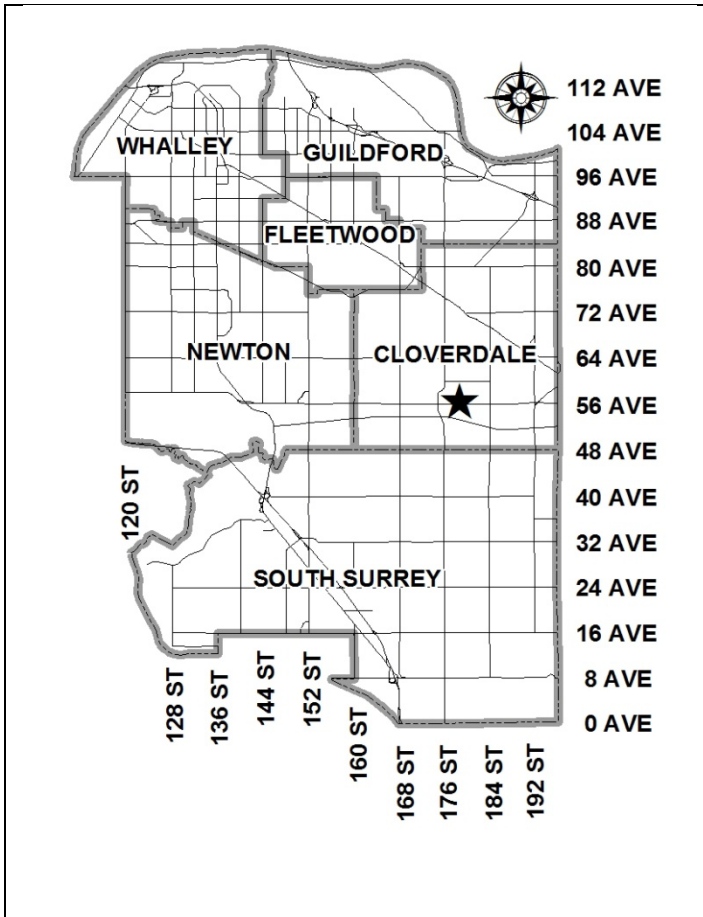 112 AVE
104 AVE
WHALLEY
GUILDFORD
96 AVE
88 AVE
FLEETWOOD
80 AVE
72 AVE
NEWTON
CLOVERDALE
64 AVE
56 AVE
48 AVE
120 ST
40 AVE
32 AVE
SOUTH SURREY
24 AVE
16 AVE
8 AVE
0 AVE
128 ST
136 ST
144 ST
152 ST
160 ST
168 ST
176 ST
184 ST
192 ST